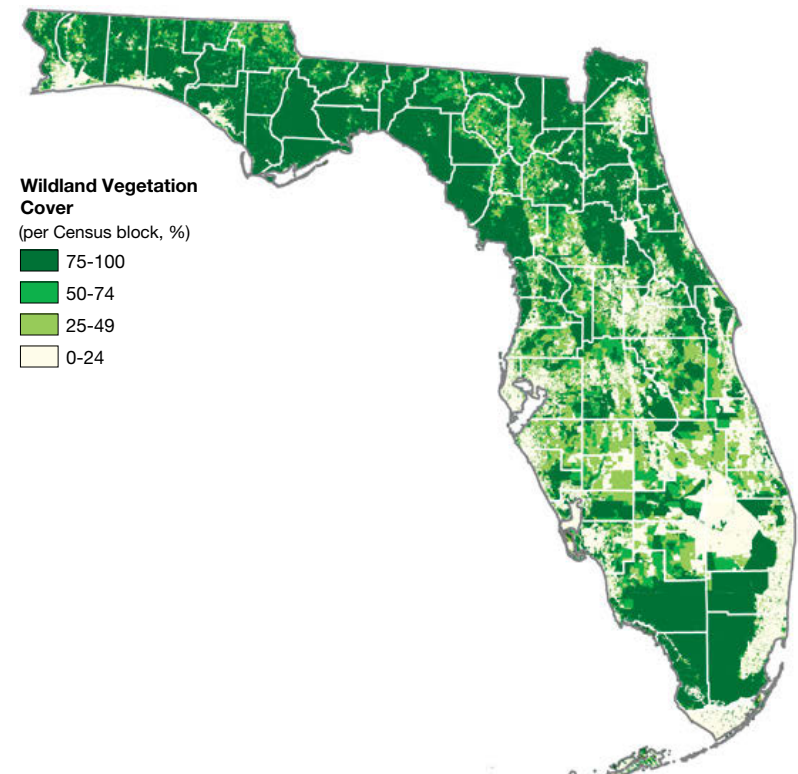 Wildland Vegetation
Cover
(per Census block, %)
75-100
50-74
25-49
0-24